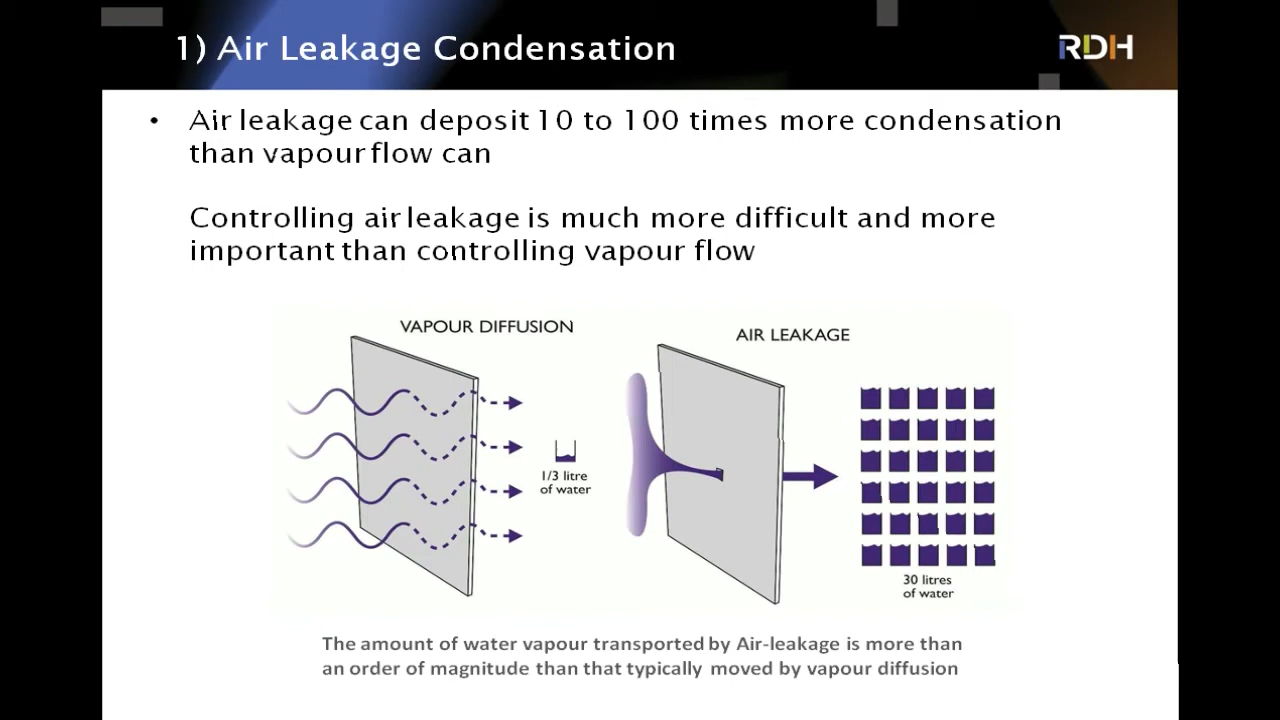 1) Air Leakage Condensation
RDH
• Air leakage can deposit 10 to 100 times more condensation
than vapour flow can
Controlling air leakage is much more difficult and more
important than controlling vapour flow
VAPOUR DIFFUSION
1/3 litre
of water
AIR LEAKAGE
30 litres
of water
The amount of water vapour transported by Air-leakage is more than
an order of magnitude than that typically moved by vapour diffusion